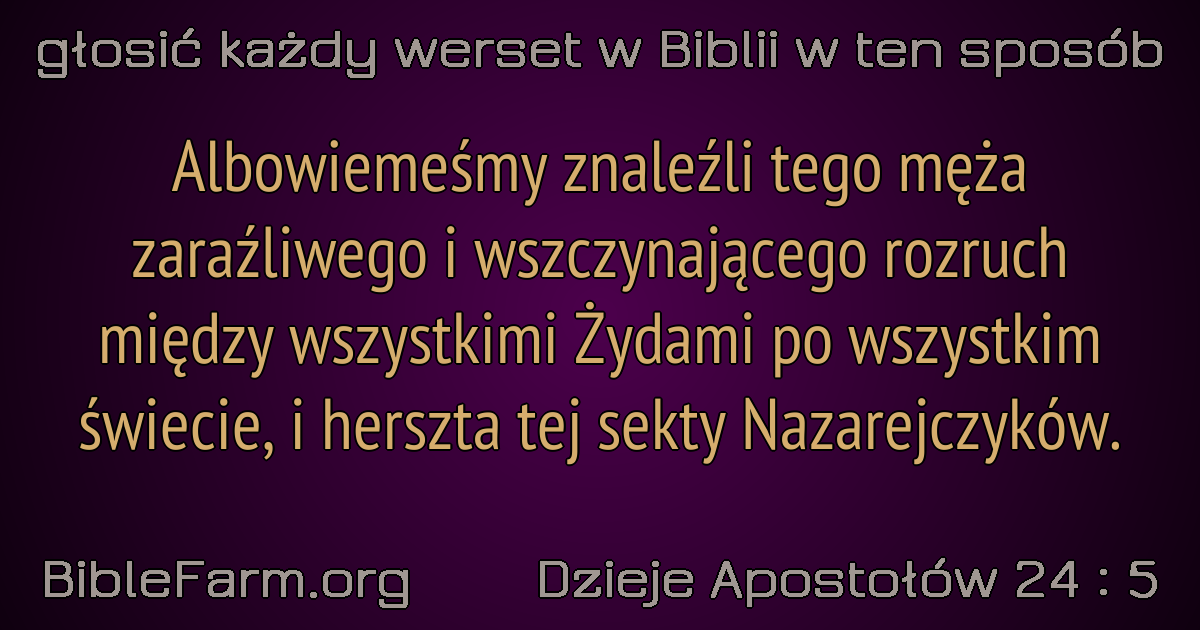 głosić każdy werset w Biblii w ten sposób
Albowiemeśmy znaleźli tego męża
zaraźliwego i wszczynającego rozruch
między wszystkimi Żydami po wszystkim
świecie, i herszta tej sekty Nazarejczyków.
BibleFarm.org Dzieje Apostołów 24 : 5